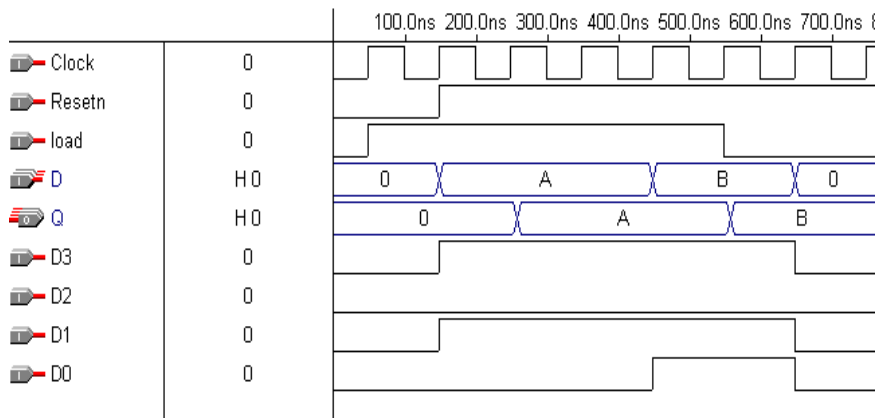 100.0ns 200.0ns 300.0ns 400.0ns 500.0ns 600.0ns 700.0ns 8
Clock 0
Resetn 0
load 0
D H 0 0 A B 0
Q H 0 0 A B
D3 0
D2 0
D1 0
D0 0